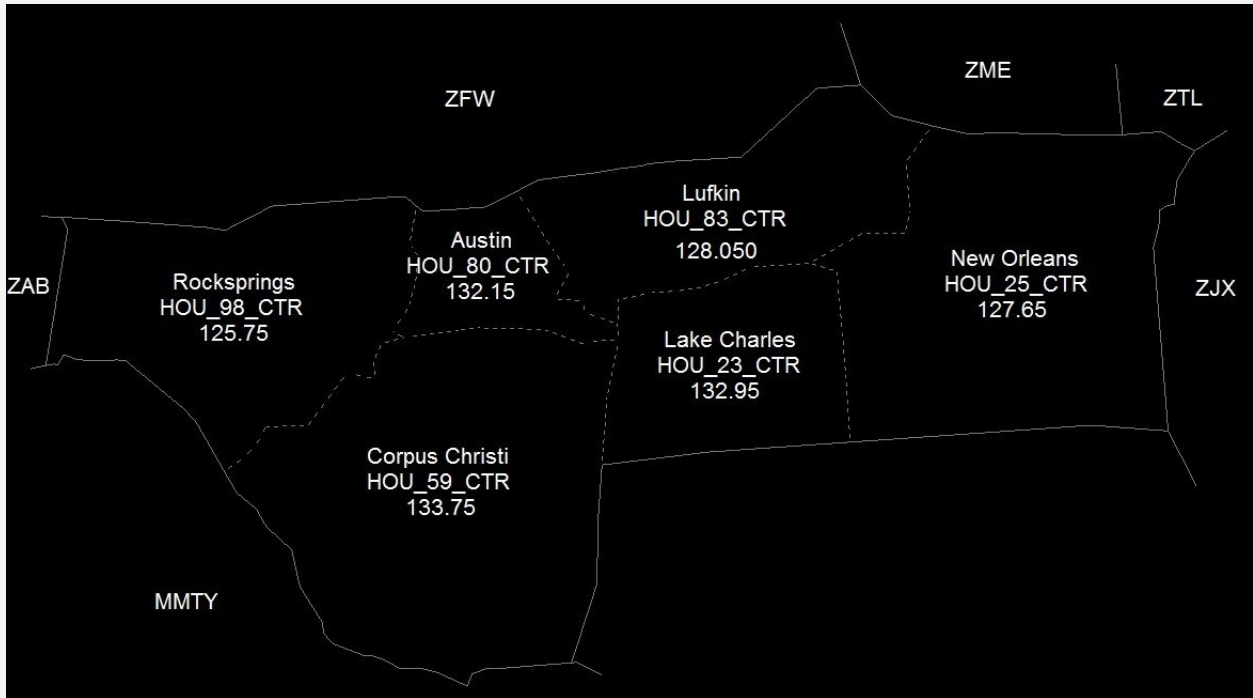 ZFW
ZME
ZTL
ZAB
Rocksprings
HOU_98_CTR
125.75
Austin
HOU_80_CTR
132.15
Lufkin
HOU_83_CTR
128.050
New Orleans
HOU_25_CTR
127.65
ZJX
Lake Charles
HOU_23_CTR
132.95
Corpus Christi
HOU_59_CTR
133.75
MMTY